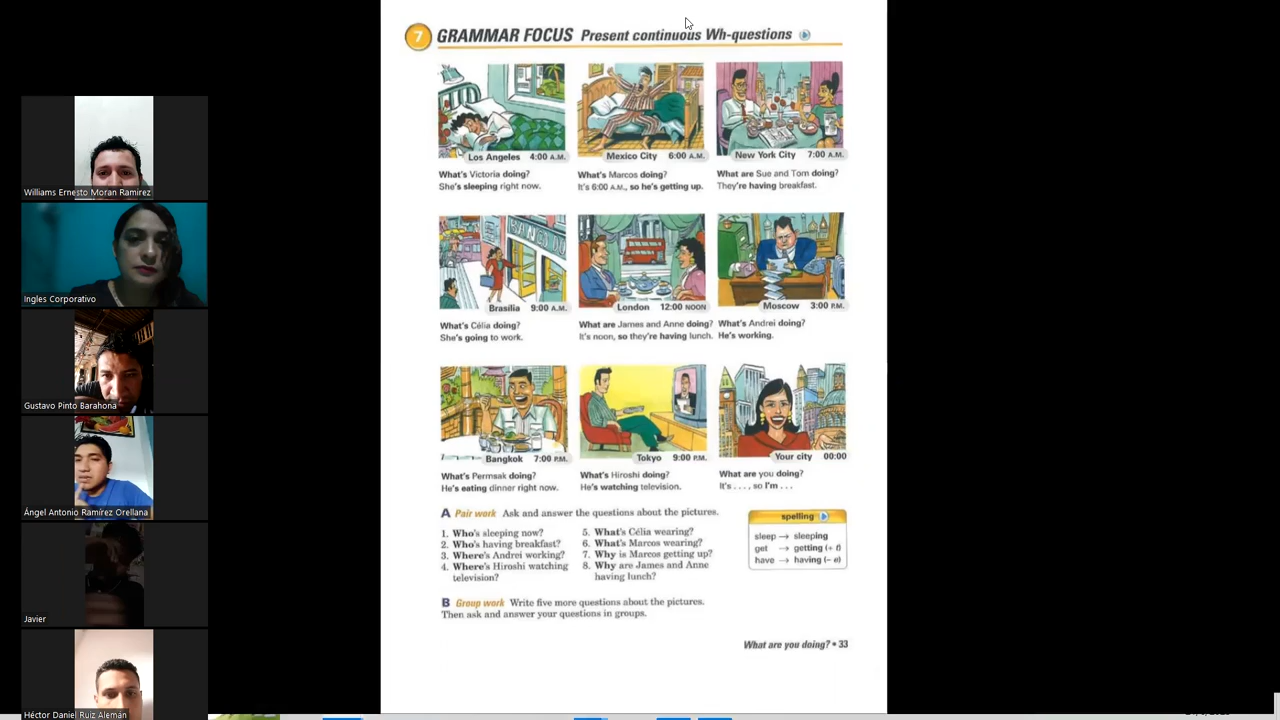 7 GRAMMAR FOCUS Present continuous Wh-questions
Los Angeles 4:00 A.M.
What's Victoria doing?
She's sleeping right now.
Mexico City 6:00 A.M.
What's Marcos doing?
It's 6:00 A.M., so he's getting up.
New York City 7:00 A.M.
What are Sue and Tom doing?
They're having breakfast.
BANCO DO
Brasília 9:00 A.M.
What's Célia doing?
She's going to work.
London 12:00 NOON
What are James and Anne doing?
It's noon, so they're having lunch.
Moscow 3:00 P.M.
What's Andrei doing?
He's working.
Bangkok 7:00 P.M.
What's Permsak doing?
He's eating dinner right now.
Tokyo 9:00 P.M.
What's Hiroshi doing?
He's watching television.
Your city 00:00
What are you doing?
It's . . . , so I'm . . .
A Pair work Ask and answer the questions about the pictures.
1. Who's sleeping now?
2. Who's having breakfast?
3. Where's Andrei working?
4. Where's Hiroshi watching
television?
5. What's Célia wearing?
6. What's Marcos wearing?
7. Why is Marcos getting up?
8. Why are James and Anne
having lunch?
spelling
sleep → sleeping
get → getting (+ t)
have → having (– e)
B Group work Write five more questions about the pictures.
Then ask and answer your questions in groups.
What are you doing? • 33
Williams Ernesto Moran Ramirez
Ingles Corporativo
Gustavo Pinto Barahona
Ángel Antonio Ramírez Orellana
Javier
Héctor Daniel Ruiz Alemán